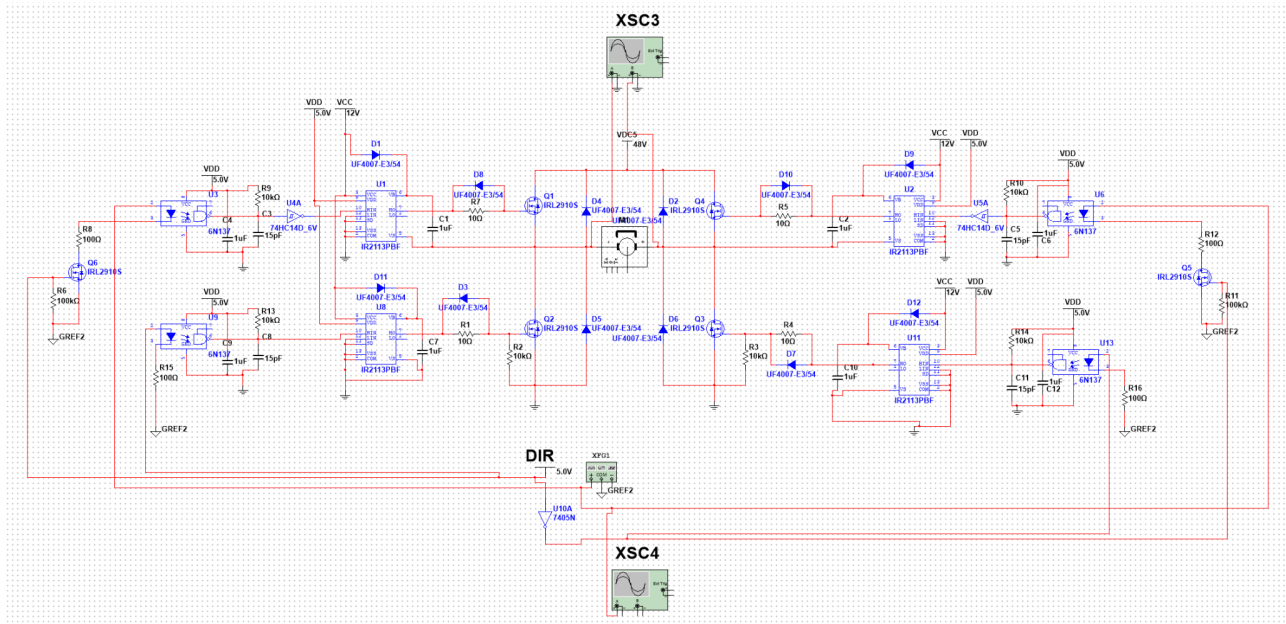 XSC3
Ext Trig
A
B
VDC5
48V
VDD
5.0V
VCC
12V
D1
UF4007-E3/54
U1
IR2113PBF
D8
UF4007-E3/54
R7
10Ω
Q1
IRL2910S
C1
1uF
D4
UF4007-E3/54
D2
UF4007-E3/54
Q4
IRL2910S
D10
UF4007-E3/54
R5
10Ω
C2
1uF
D9
UF4007-E3/54
VCC
12V
VDD
5.0V
U2
IR2113PBF
U5A
74HC14D_6V
R10
10kΩ
C5
15pF
1uF
C6
VDD
5.0V
U6
6N137
R12
100Ω
Q5
IRL2910S
R11
100kΩ
GREF2
VDD
5.0V
U3
6N137
R9
10kΩ
C4
1uF
C3
15pF
U4A
74HC14D_6V
R8
100Ω
Q6
IRL2910S
R6
100kΩ
GREF2
VDD
5.0V
U9
6N137
R13
10kΩ
C9
1uF
C8
15pF
R15
100Ω
GREF2
D11
UF4007-E3/54
U8
IR2113PBF
C7
1uF
D3
UF4007-E3/54
R1
10Ω
R2
10kΩ
Q2
IRL2910S
D5
UF4007-E3/54
D6
UF4007-E3/54
Q3
IRL2910S
R3
10kΩ
R4
10Ω
D7
UF4007-E3/54
C10
1uF
D12
UF4007-E3/54
VCC
12V
VDD
5.0V
U11
IR2113PBF
R14
10kΩ
C11
15pF
1uF
C12
VDD
5.0V
U13
6N137
R16
100Ω
GREF2
DIR
5.0V
XFG1
COM
GREF2
U10A
7405N
XSC4
Ext Trig
A
B